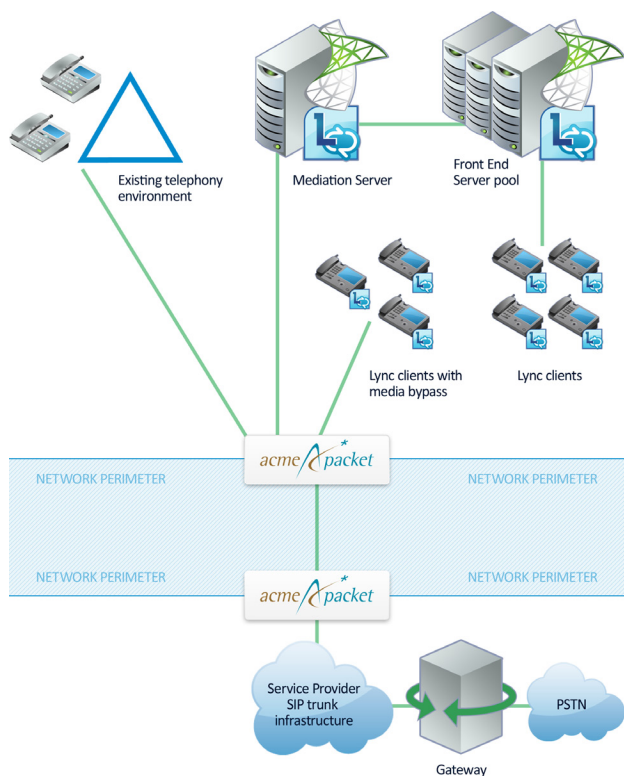 Existing telephony
environment
Mediation Server
Front End
Server pool
Lync clients with
media bypass
Lync clients
acme packet*
NETWORK PERIMETER
NETWORK PERIMETER
NETWORK PERIMETER
NETWORK PERIMETER
acme packet*
Service Provider
SIP trunk
infrastructure
PSTN
Gateway